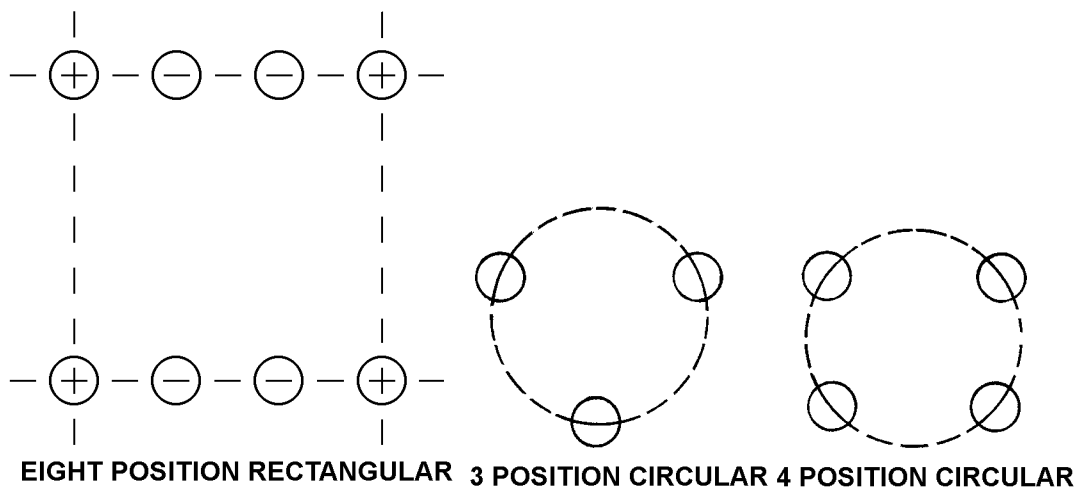 EIGHT POSITION RECTANGULAR
3 POSITION CIRCULAR
4 POSITION CIRCULAR